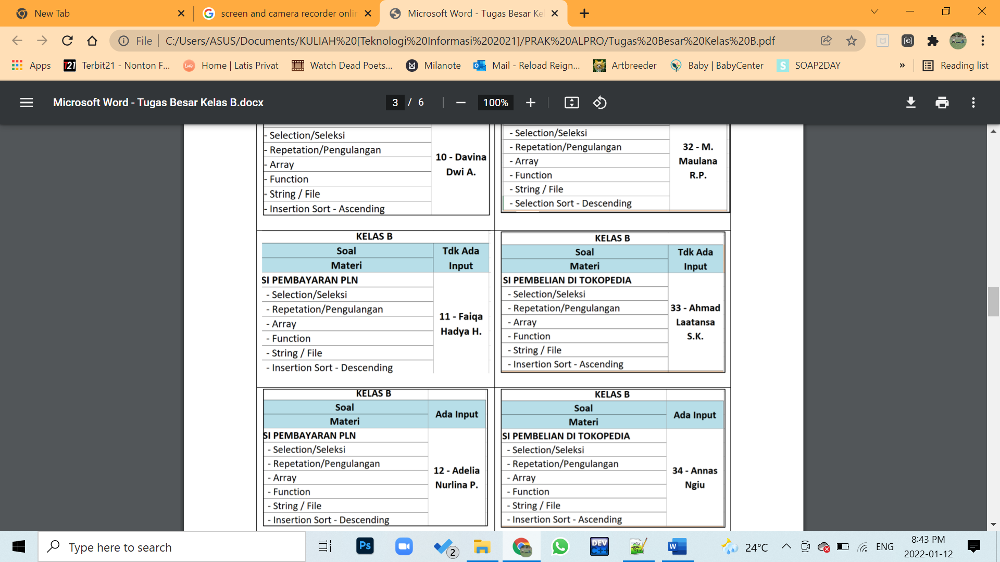 New Tab
screen and camera recorder onlin
Microsoft Word - Tugas Besar Ke
File
C:/Users/ASUS/Documents/KULIAH%20[Teknologi%20Informasi%202021]/PRAK%20ALPRO/Tugas%20Besar%20Kelas%20B.pdf
Apps
Terbit21 - Nonton F...
Home | Latis Privat
Watch Dead Poets...
Milanote
Mail - Reload Reign...
Artbreeder
Baby | BabyCenter
SOAP2DAY
»
Reading list
Microsoft Word - Tugas Besar Kelas B.docx
3 / 6
100%
- Selection/Seleksi
- Repetation/Pengulangan
- Array
- Function
- String / File
- Insertion Sort - Ascending
10 - Davina
Dwi A.
- Selection/Seleksi
- Repetation/Pengulangan
- Array
- Function
- String / File
- Selection Sort - Descending
32 - M.
Maulana
R.P.
KELAS B
Soal
Materi
Tdk Ada
Input
SI PEMBAYARAN PLN
- Selection/Seleksi
- Repetation/Pengulangan
- Array
- Function
- String / File
- Insertion Sort - Descending
11 - Faiqa
Hadya H.
KELAS B
Soal
Materi
Tdk Ada
Input
SI PEMBELIAN DI TOKOPEDIA
- Selection/Seleksi
- Repetation/Pengulangan
- Array
- Function
- String / File
- Insertion Sort - Ascending
33 - Ahmad
Laatansa
S.K.
KELAS B
Soal
Materi
Ada Input
SI PEMBAYARAN PLN
- Selection/Seleksi
- Repetation/Pengulangan
- Array
- Function
- String / File
- Insertion Sort - Descending
12 - Adelia
Nurlina P.
KELAS B
Soal
Materi
Ada Input
SI PEMBELIAN DI TOKOPEDIA
- Selection/Seleksi
- Repetation/Pengulangan
- Array
- Function
- String / File
- Insertion Sort - Ascending
34 - Annas
Ngiu
Type here to search
Ps
2
DEV
C++
W
24°C
ENG
8:43 PM
2022-01-12